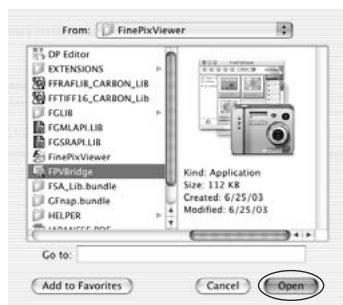 From: FinePixViewer
DP Editor
EXTENSIONS
FFRAFLIB_CARBON_LIB
FFTIFF16_CARBON_Lib
FGLIB
FGMLAPI.LIB
FGSRAPI.LIB
FinePixViewer
FPVBridge
FSA_Lib.bundle
GFnap.bundle
HELPER
JAPANESE.PDF
Kind: Application
Size: 112 KB
Created: 6/25/03
Modified: 6/25/03
Go to:
Add to Favorites
Cancel
Open